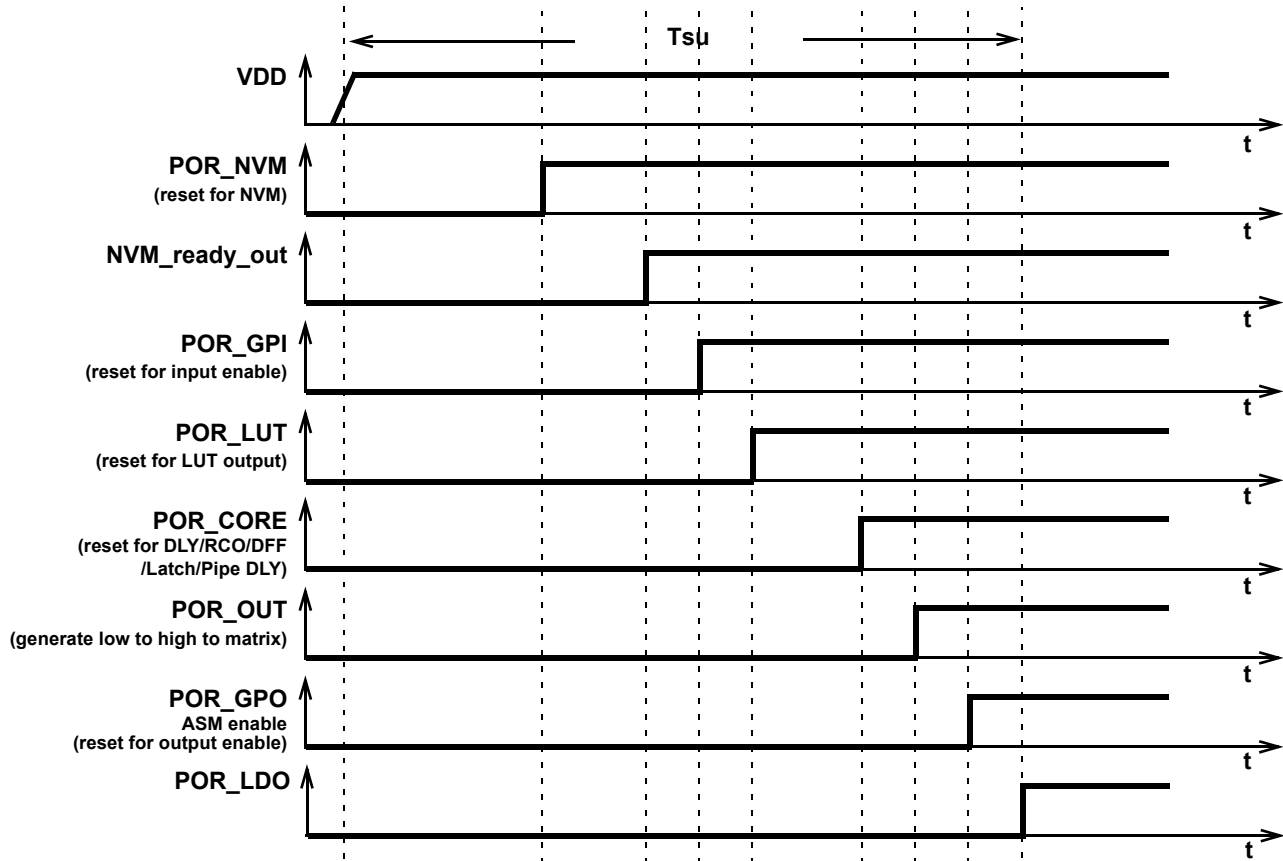 Tsu
VDD
t
POR_NVM
(reset for NVM)
t
NVM_ready_out
t
POR_GPI
(reset for input enable)
t
POR_LUT
(reset for LUT output)
t
POR_CORE
(reset for DLY/RCO/DFF
/Latch/Pipe DLY)
t
POR_OUT
(generate low to high to matrix)
t
POR_GPO
ASM enable
(reset for output enable)
t
POR_LDO
t